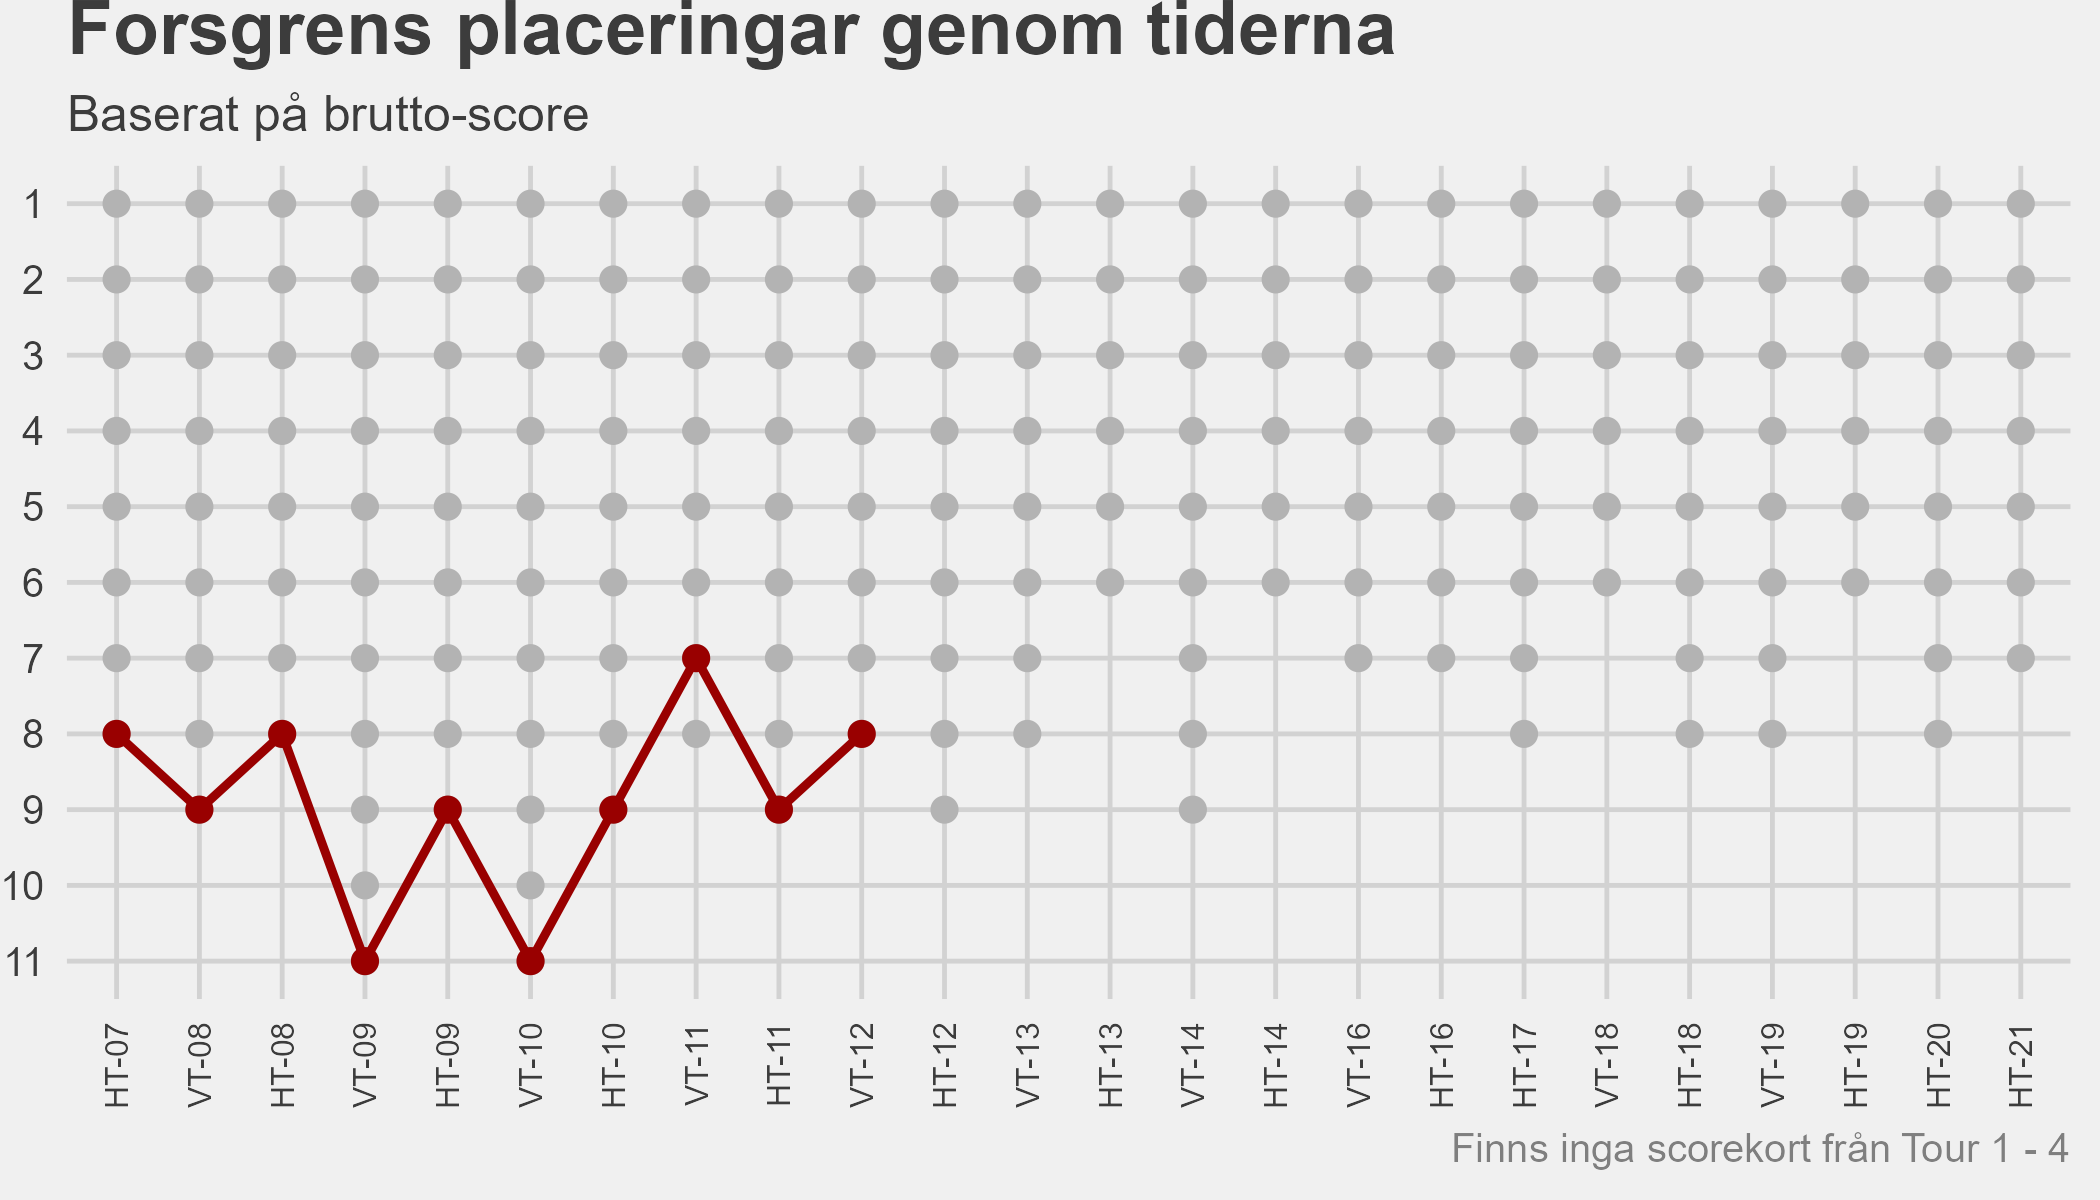 Forsgrens placeringar genom tiderna
Baserat på brutto-score
1
2
3
4
5
6
7
8
9
10
11
HT-07
VT-08
HT-08
VT-09
HT-09
VT-10
HT-10
VT-11
HT-11
VT-12
HT-12
VT-13
HT-13
VT-14
HT-14
VT-16
HT-16
HT-17
VT-18
HT-18
VT-19
HT-19
HT-20
HT-21
Finns inga scorekort från Tour 1 - 4